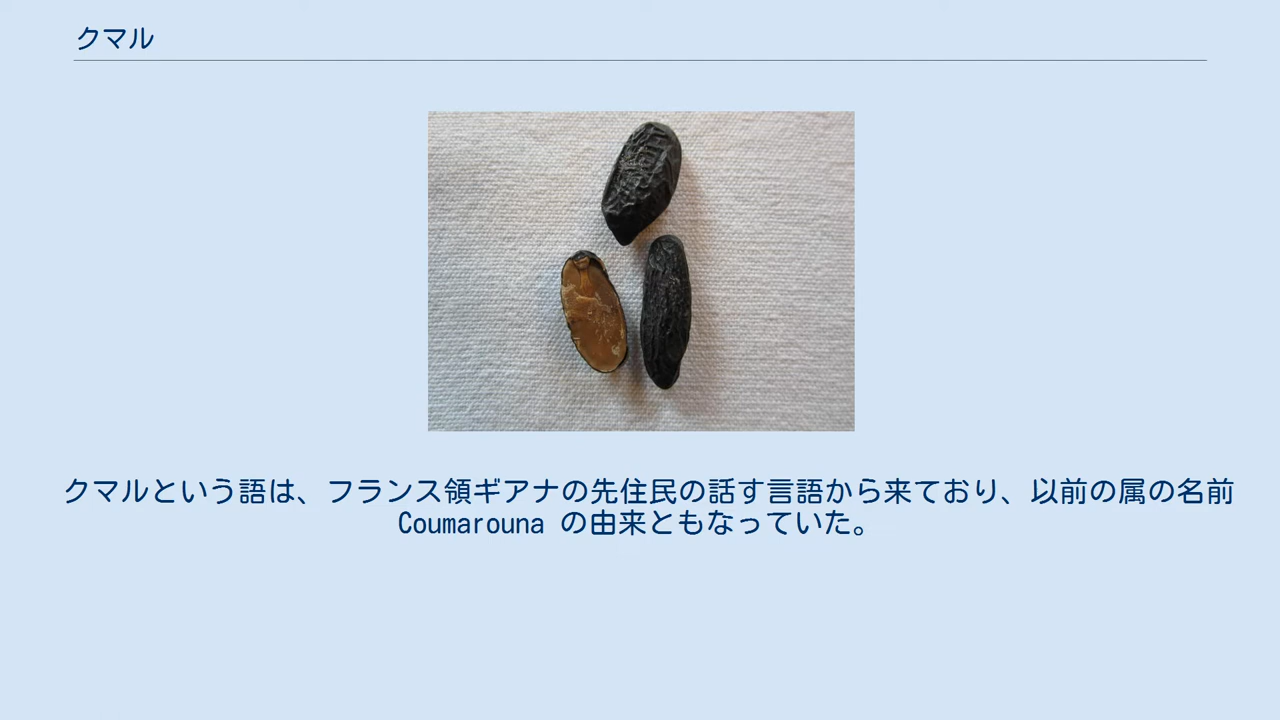 クマル
クマルという語は、フランス領ギアナの先住民の話す言語から来ており、以前の属の名前
Coumarouna の由来ともなっていた。